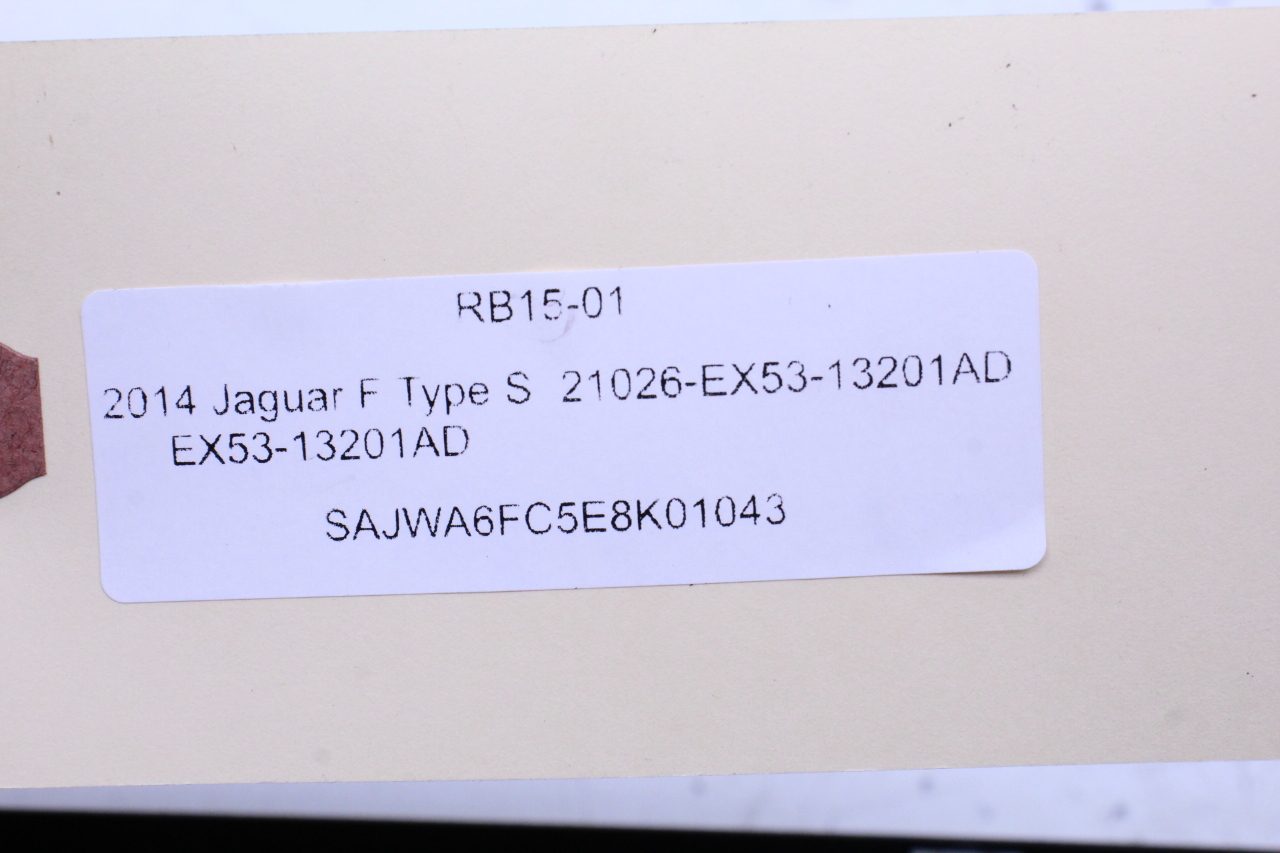 RB15-01
2014 Jaguar F Type S 21026-EX53-13201AD
EX53-13201AD
SAJWA6FC5E8K01043